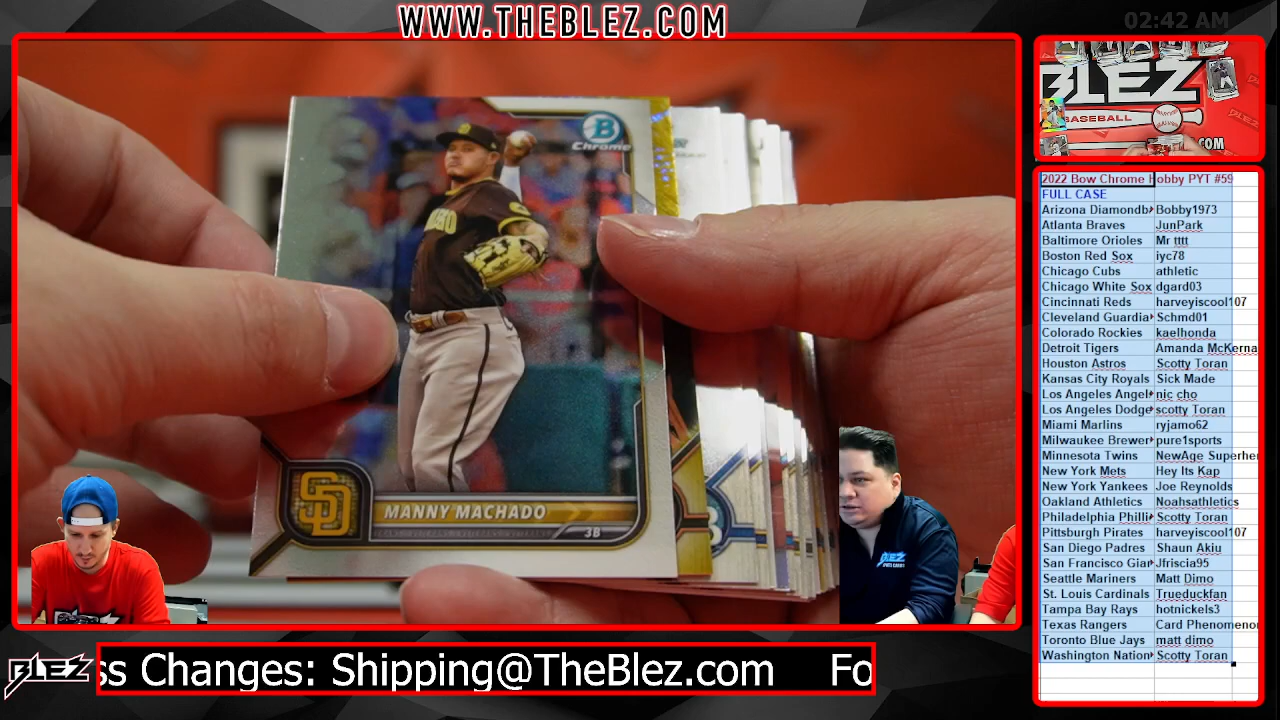 WWW.THEBLEZ.COM
02:42 AM
B
Chrome
SD
MANNY MACHADO
3B
BLEZ
BASEBALL
.COM
2022 Bow Chrome Hobby PYT #59
FULL CASE
Arizona Diamondb Bobby1973
Atlanta Braves JunPark
Baltimore Orioles Mr tttt
Boston Red Sox iyc78
Chicago Cubs athletic
Chicago White Sox dgard03
Cincinnati Reds harveyiscool107
Cleveland Guardia Schmd01
Colorado Rockies kaelhonda
Detroit Tigers Amanda McKerna
Houston Astros Scotty Toran
Kansas City Royals Sick Made
Los Angeles Angel nic cho
Los Angeles Dodge scotty Toran
Miami Marlins ryjamo62
Milwaukee Brewer pure1sports
Minnesota Twins NewAge Superher
New York Mets Hey Its Kap
New York Yankees Joe Reynolds
Oakland Athletics Noahsathletics
Philadelphia Philli Scotty Toran
Pittsburgh Pirates harveyiscool107
San Diego Padres Shaun Akiu
San Francisco Gian Jfriscia95
Seattle Mariners Matt Dimo
St. Louis Cardinals Trueduckfan
Tampa Bay Rays hotnickels3
Texas Rangers Card Phenomenon
Toronto Blue Jays matt dimo
Washington Nation Scotty Toran
BLEZ
BLEZ
ss Changes: Shipping@TheBlez.com Fo